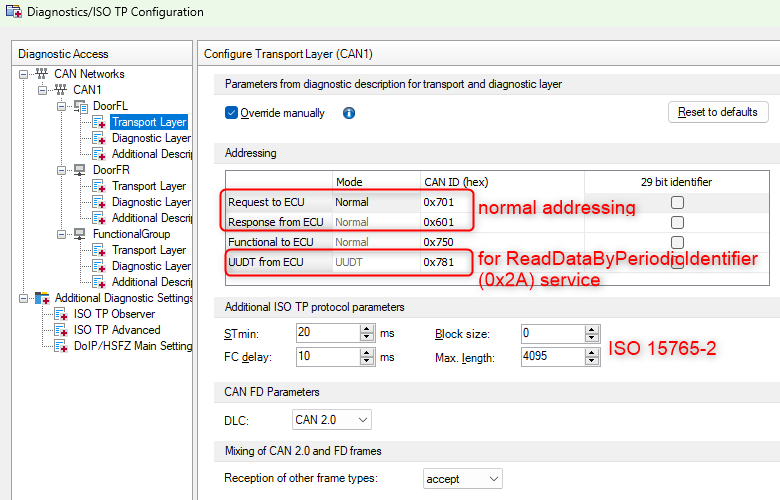 Diagnostics/ISO TP Configuration
Diagnostic Access
CAN Networks
CAN1
DoorFL
Transport Layer
Diagnostic Layer
Additional Descrip
DoorFR
Transport Layer
Diagnostic Layer
Additional Descrip
FunctionalGroup
Transport Layer
Diagnostic Layer
Additional Descrip
Additional Diagnostic Settings
ISO TP Observer
ISO TP Advanced
DoIP/HSFZ Main Setting
Configure Transport Layer (CAN1)
Parameters from diagnostic description for transport and diagnostic layer
Override manually
Reset to defaults
Addressing
Mode CAN ID (hex) 29 bit identifier
Request to ECU Normal 0x701
Response from ECU Normal 0x601
normal addressing
Functional to ECU Normal 0x750
UUDT from ECU UUDT 0x781
for ReadDataByPeriodicIdentifier
(0x2A) service
Additional ISO TP protocol parameters
STmin: 20 ms Block size: 0
FC delay: 10 ms Max. length: 4095
ISO 15765-2
CAN FD Parameters
DLC: CAN 2.0
Mixing of CAN 2.0 and FD frames
Reception of other frame types: accept